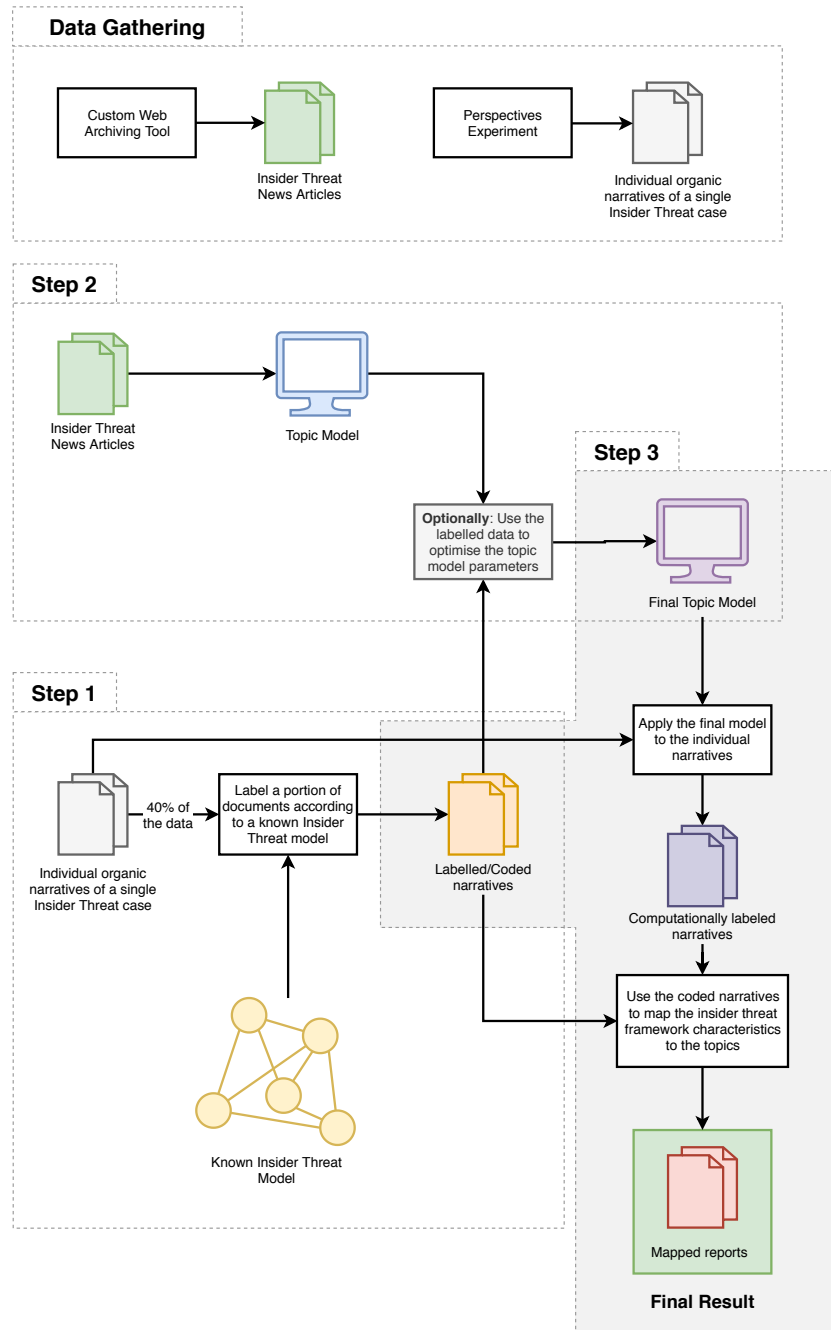 Data Gathering
Custom Web
Archiving Tool
Insider Threat
News Articles
Perspectives
Experiment
Individual organic
narratives of a single
Insider Threat case
Step 2
Insider Threat
News Articles
Topic Model
Optionally: Use the
labelled data to
optimise the topic
model parameters
Step 3
Final Topic Model
Step 1
Individual organic
narratives of a single
Insider Threat case
40% of
the data
Label a portion of
documents according
to a known Insider
Threat model
Labelled/Coded
narratives
Known Insider Threat
Model
Apply the final model
to the individual
narratives
Computationally labeled
narratives
Use the coded narratives
to map the insider threat
framework characteristics
to the topics
Mapped reports
Final Result